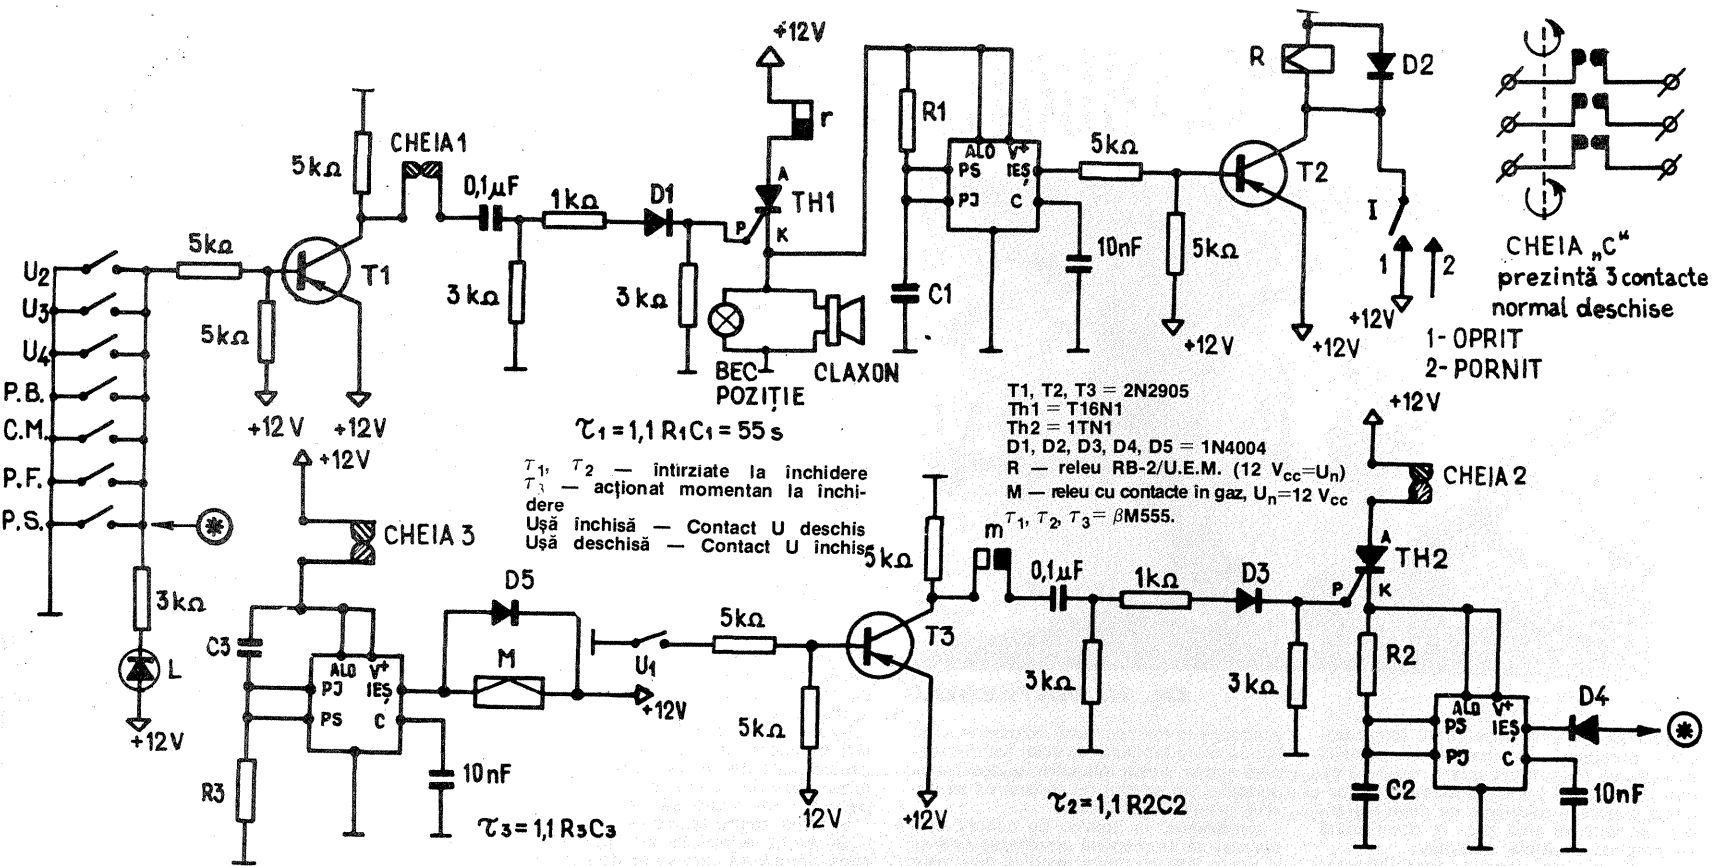 +12V
R
D2
r
R1
CHEIA 1
5kΩ
0,1µF
1kΩ
D1
A
TH1
P
K
ALO
V+
PS
IEȘ
PJ
C
5kΩ
T2
I
1
2
+12V
CHEIA „C“
prezintă 3 contacte
normal deschise
1- OPRIT
2- PORNIT
U2
U3
U4
P.B.
C.M.
P.F.
P.S.
5kΩ
T1
5kΩ
+12V
+12V
3kΩ
3kΩ
C1
10nF
5kΩ
+12V
+12V
BEC
POZIȚIE
CLAXON
τ1=1,1 R1C1=55 s
T1, T2, T3 = 2N2905
Th1 = T16N1
Th2 = 1TN1
D1, D2, D3, D4, D5 = 1N4004
R — releu RB-2/U.E.M. (12 Vcc=Un)
M — releu cu contacte în gaz, Un=12 Vcc
τ1, τ2, τ3= βM555.
τ1, τ2 — întirziate la închidere
τ3 — acționat momentan la închi-
dere
Ușă închisă — Contact U deschis
Ușă deschisă — Contact U închis
*
3kΩ
L
+12V
+12V
CHEIA 3
C3
ALO
V+
PJ
IEȘ
PS
C
R3
10nF
D5
M
+12V
τ3=1,1 R3C3
U1
5kΩ
5kΩ
12V
5kΩ
T3
+12V
m
0,1µF
1kΩ
D3
3kΩ
3kΩ
+12V
CHEIA 2
A
TH2
P
K
R2
ALO
V+
PS
IEȘ
PJ
C
D4
*
C2
10nF
τ2=1,1 R2C2